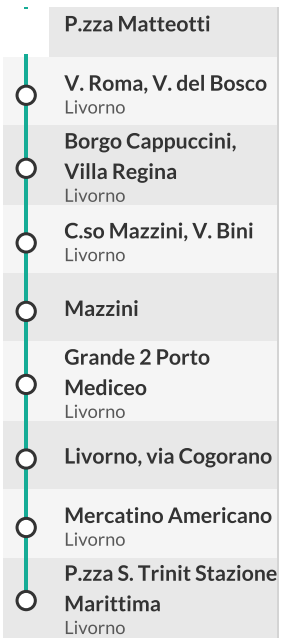 P.zza Matteotti
V. Roma, V. del Bosco
Livorno
Borgo Cappuccini,
Villa Regina
Livorno
C.so Mazzini, V. Bini
Livorno
Mazzini
Grande 2 Porto
Mediceo
Livorno
Livorno, via Cogorano
Mercatino Americano
Livorno
P.zza S. Trinit Stazione
Marittima
Livorno